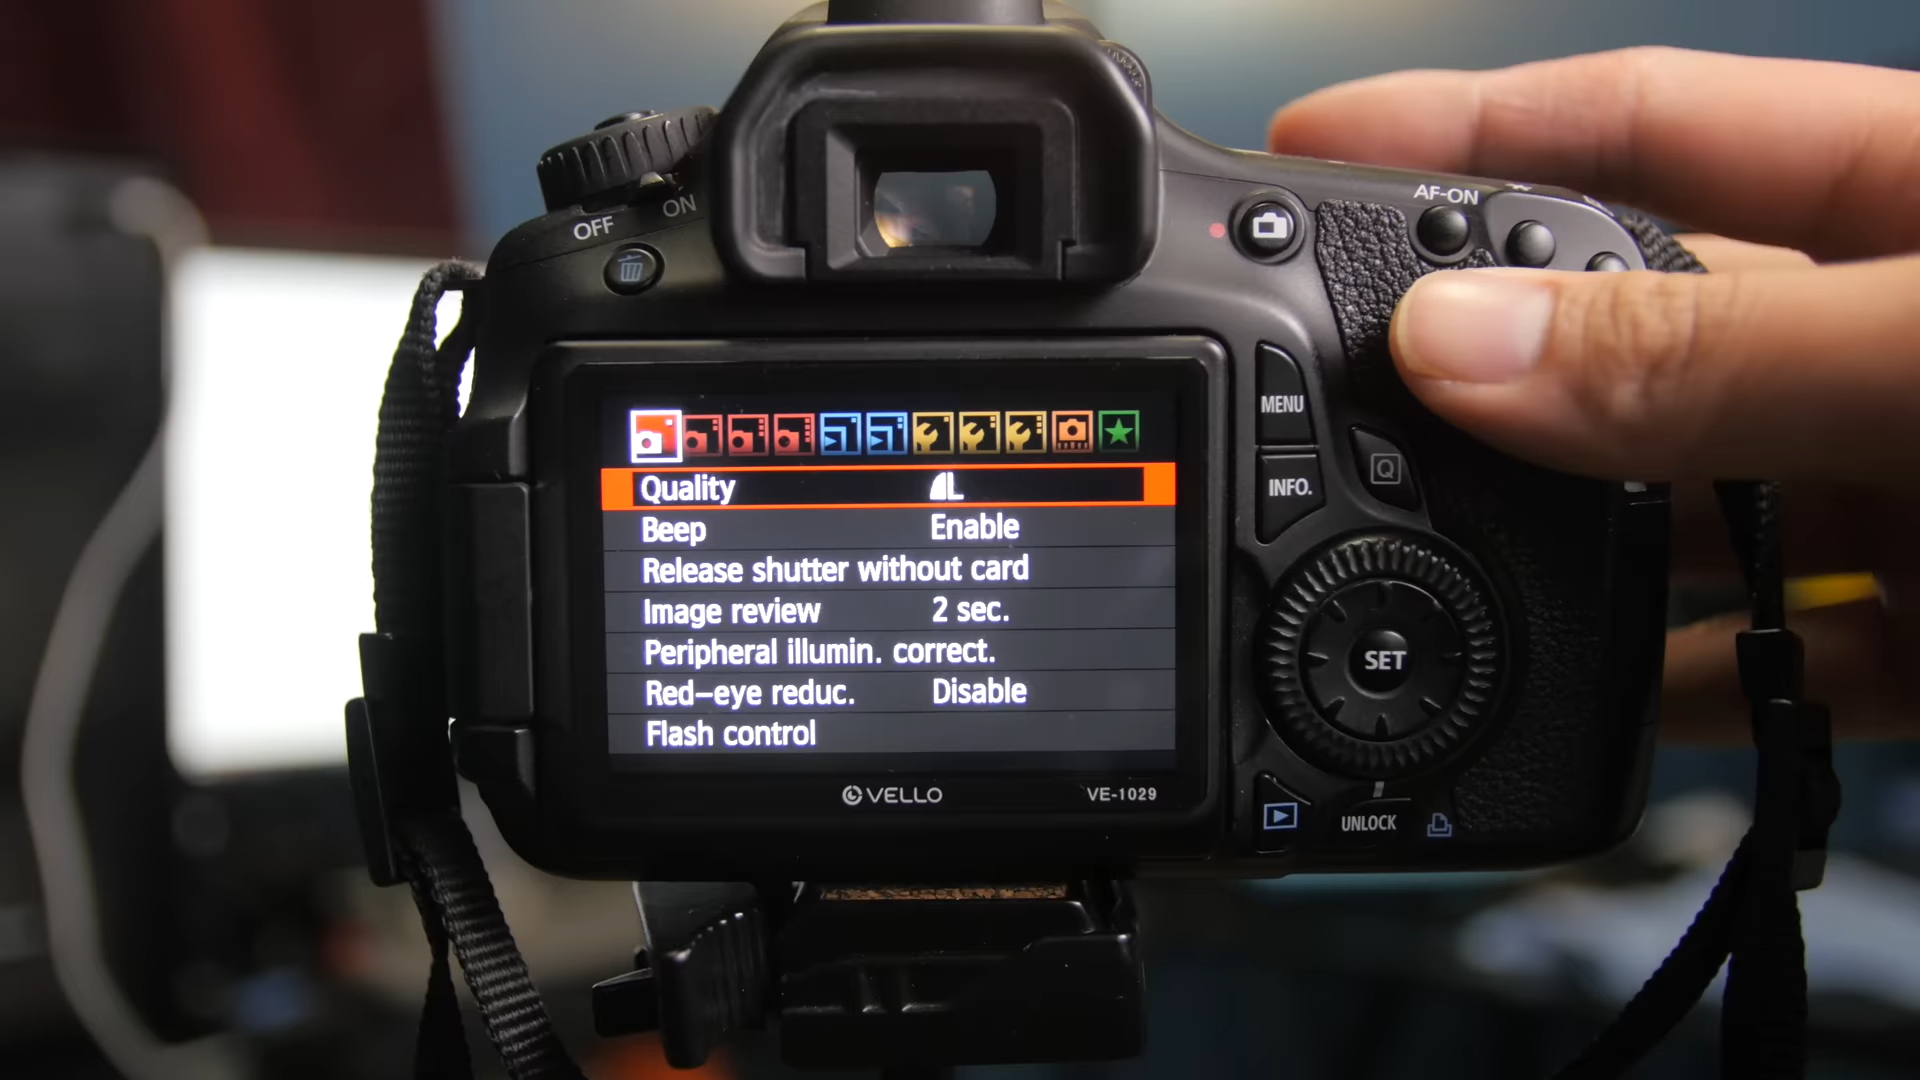 OFF ON
AF-ON
MENU
INFO.
Q
Quality L
Beep Enable
Release shutter without card
Image review 2 sec.
Peripheral illumin. correct.
Red-eye reduc. Disable
Flash control
SET
VELLO VE-1029
UNLOCK